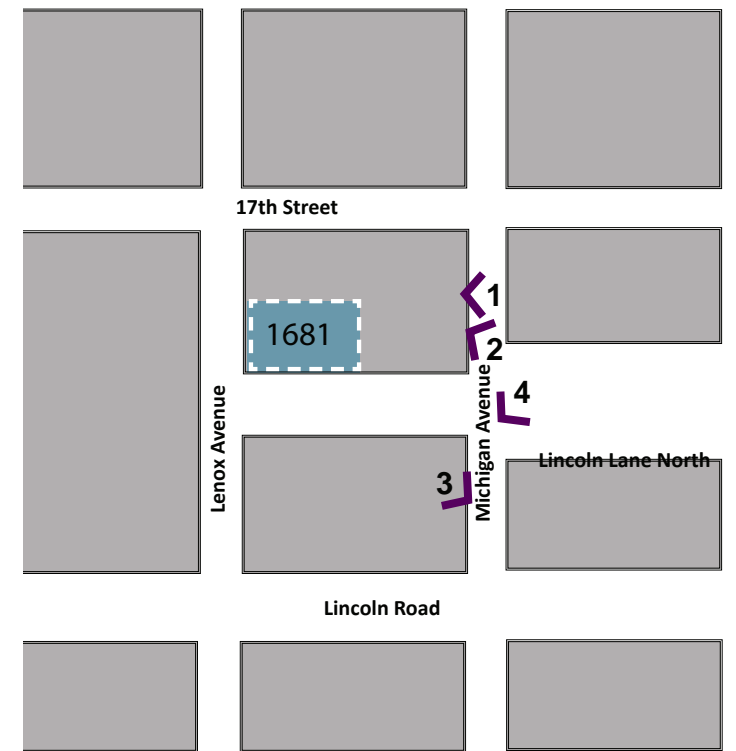 17th Street
1
1681
2
4
Lenox Avenue
Michigan Avenue
Lincoln Lane North
3
Lincoln Road